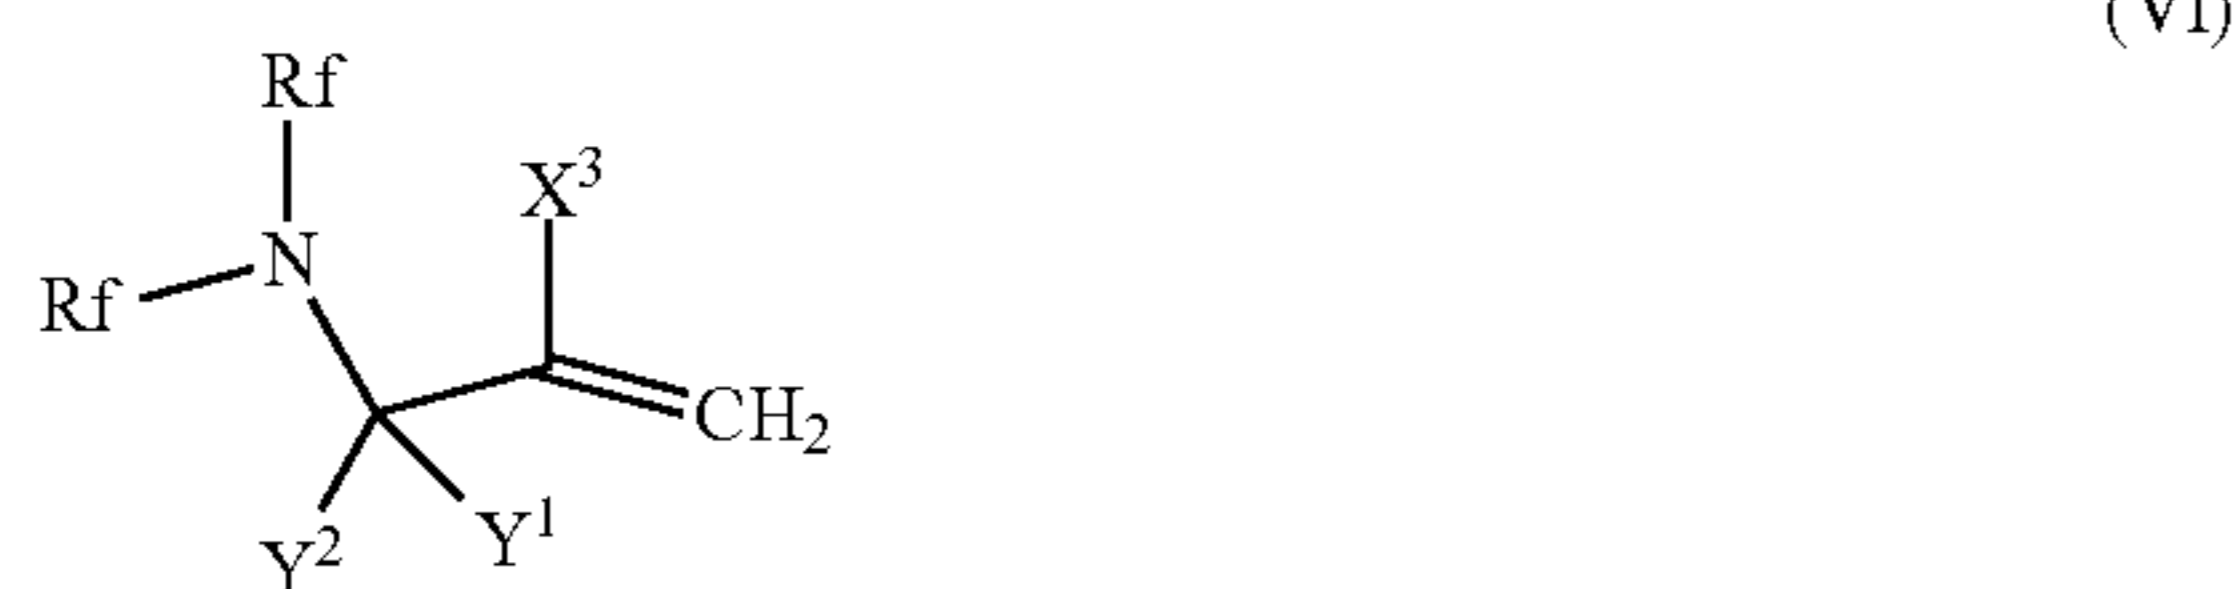 (VI)
Rf
X³
N
Rf
CH₂
Y¹
Y²